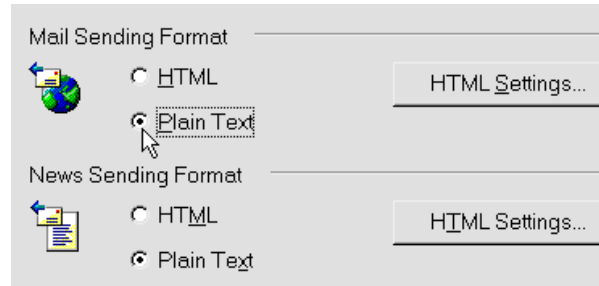 Mail Sending Format
HTML
HTML Settings...
Plain Text
News Sending Format
HTML
HTML Settings...
Plain Text